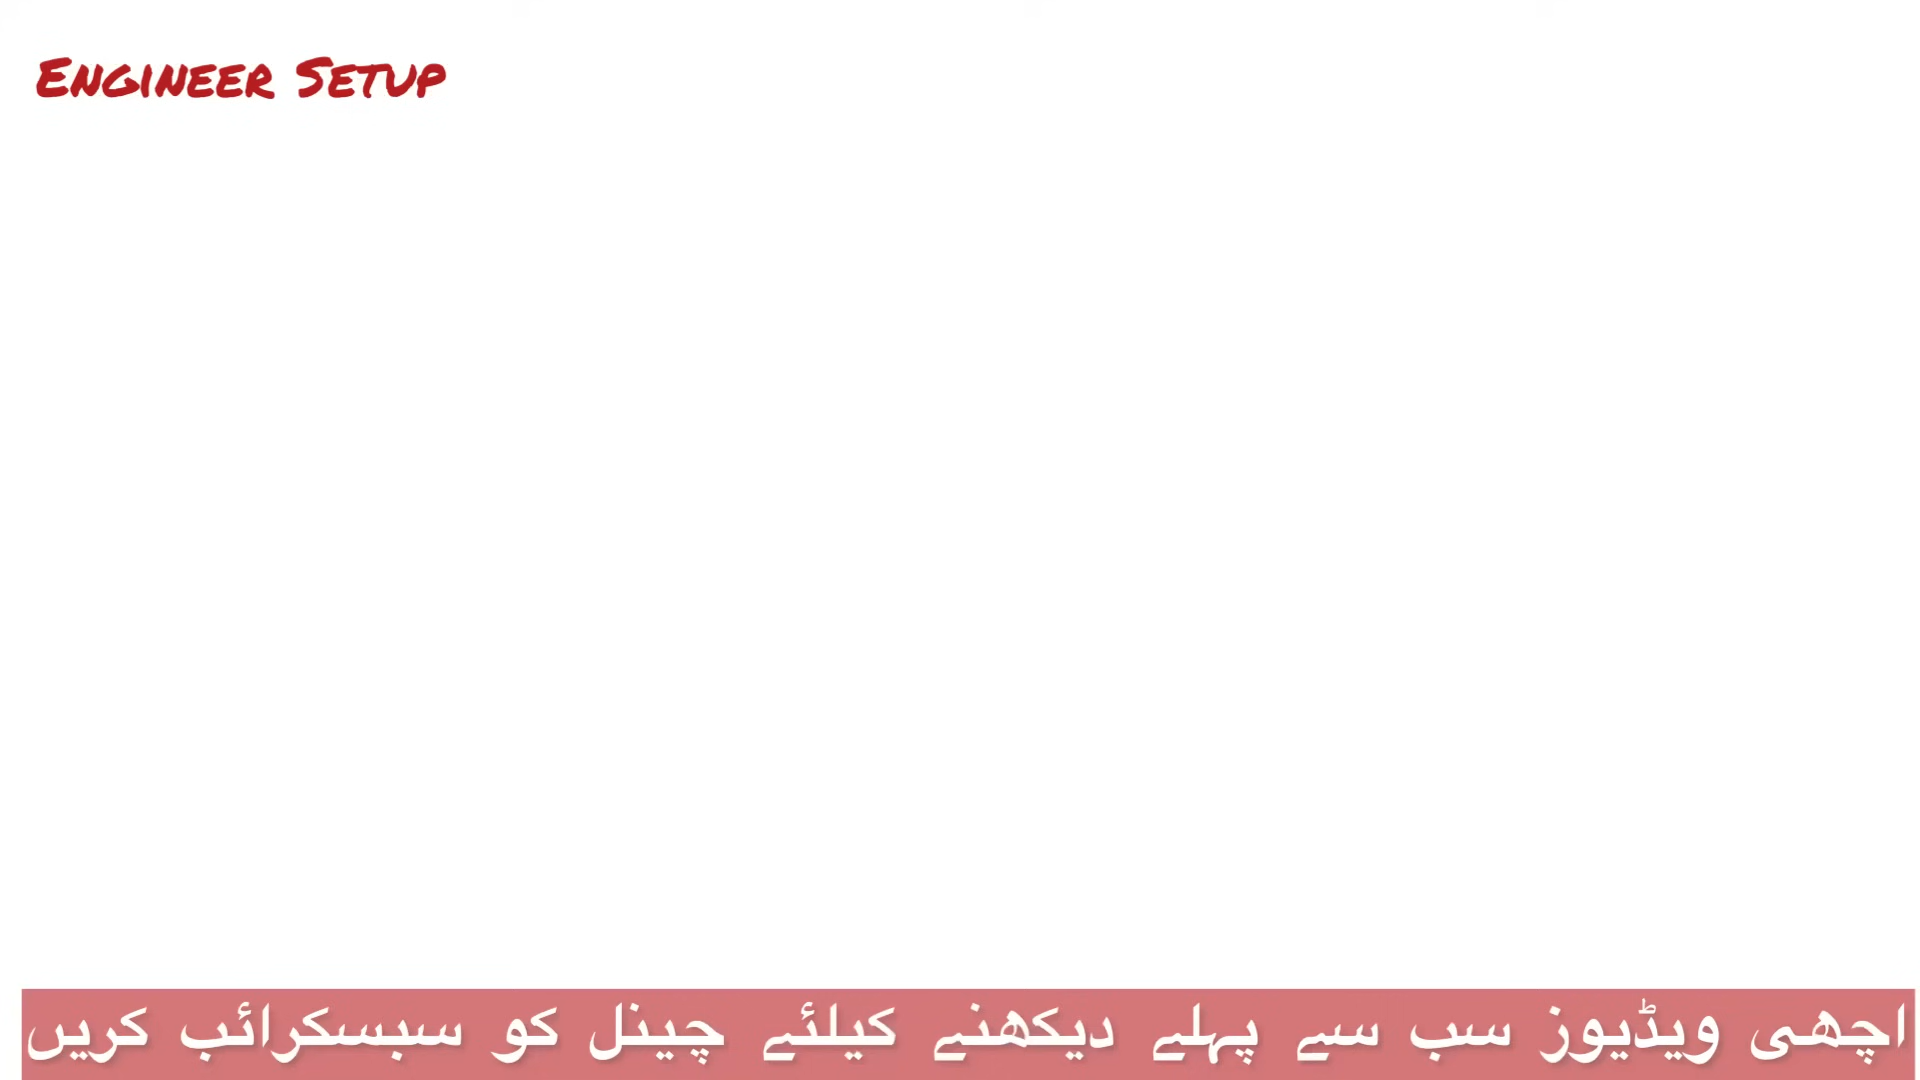 Engineer Setup
اچھی ویڈیوز سب سے پہلے دیکھنے کیلئے چینل کو سبسکرائب کریں